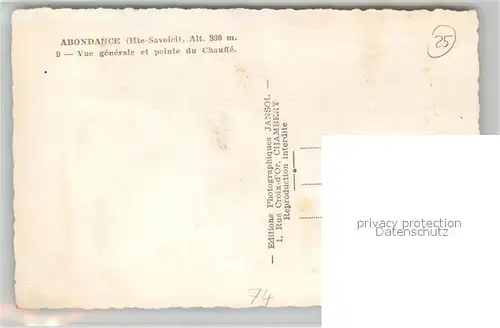 ABONDANCE (Hte-Savoie). Alt. 930 m.
9 — Vue générale et pointe du Chauffé.
25
— Editions Photographiques JANSOL —
1, Rue Croix-d'Or, CHAMBERY
Reproduction Interdite
privacy protection
Datenschutz
74